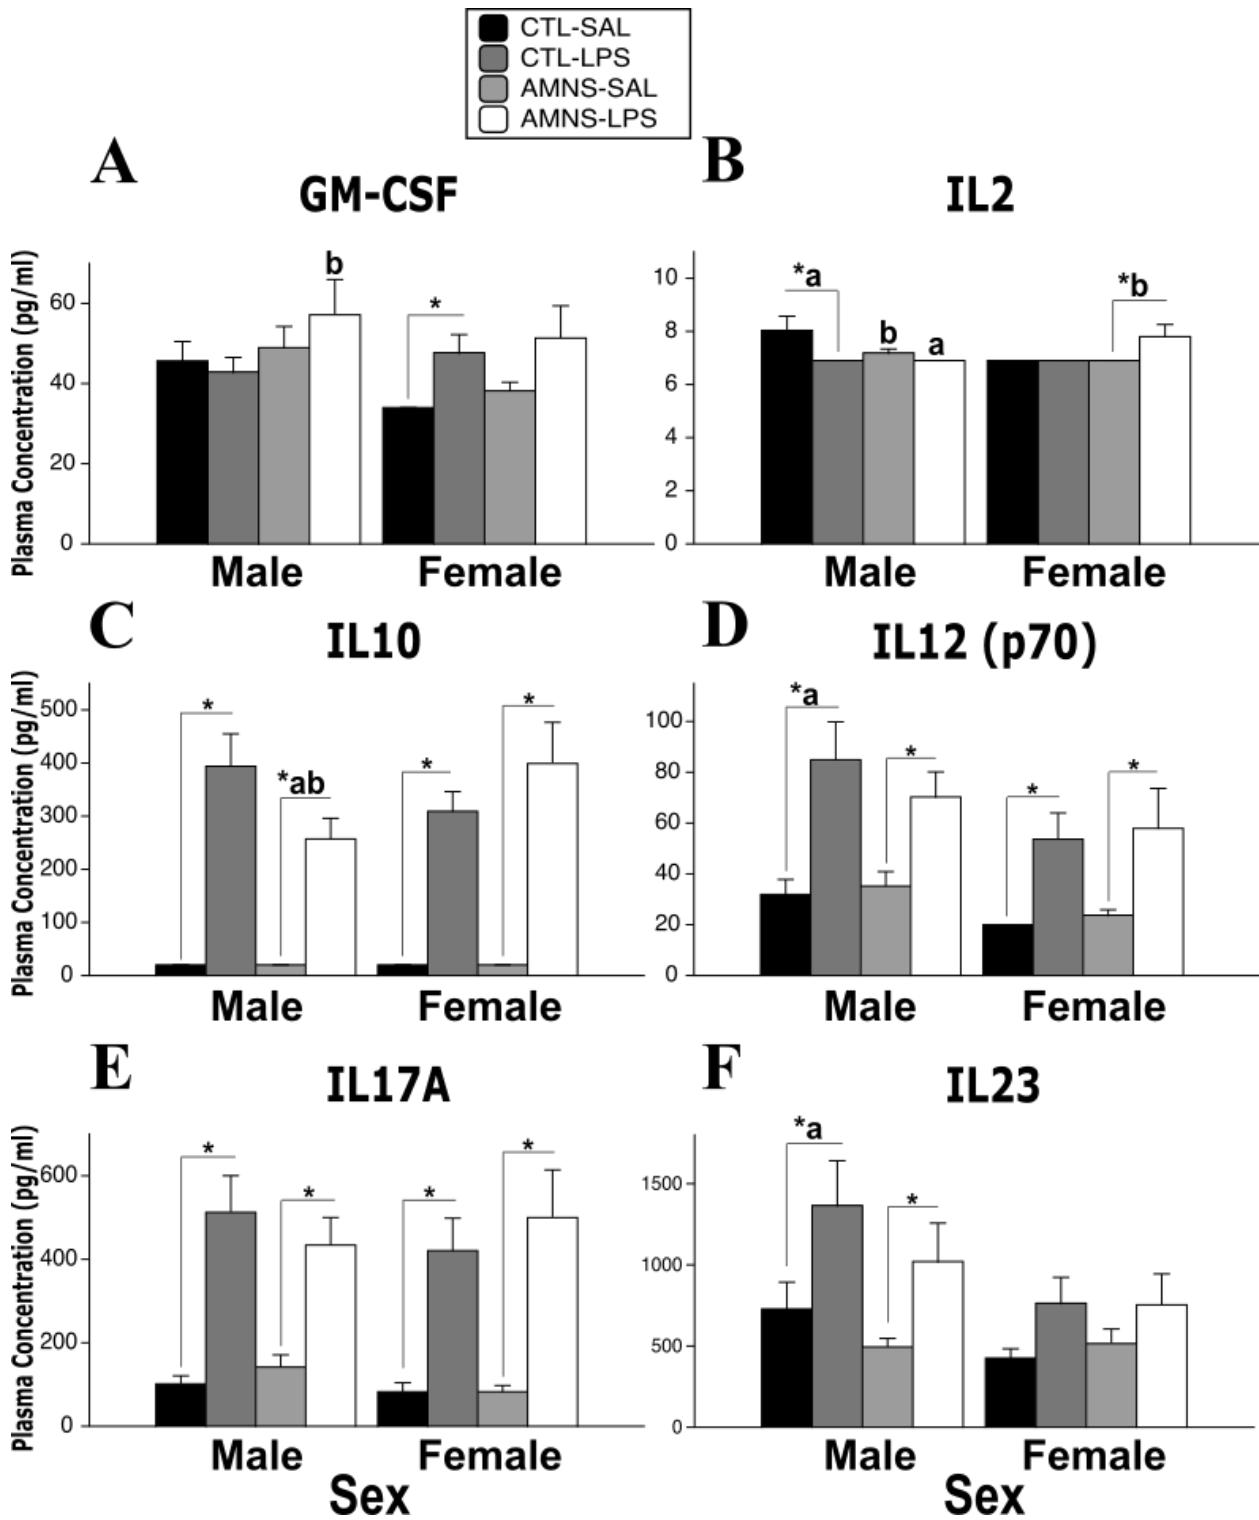 CTL-SAL
CTL-LPS
AMNS-SAL
AMNS-LPS
A
GM-CSF
Plasma Concentration (pg/ml)
60
40
20
0
b
*
Male
Female
B
IL2
10
8
6
4
2
0
*a
b
a
*b
Male
Female
C
IL10
Plasma Concentration (pg/ml)
500
400
300
200
100
0
*
*ab
*
*
Male
Female
D
IL12 (p70)
100
80
60
40
20
0
*a
*
*
*
Male
Female
E
IL17A
Plasma Concentration (pg/ml)
600
400
200
0
*
*
*
*
Male
Female
Sex
F
IL23
1500
1000
500
0
*a
*
Male
Female
Sex